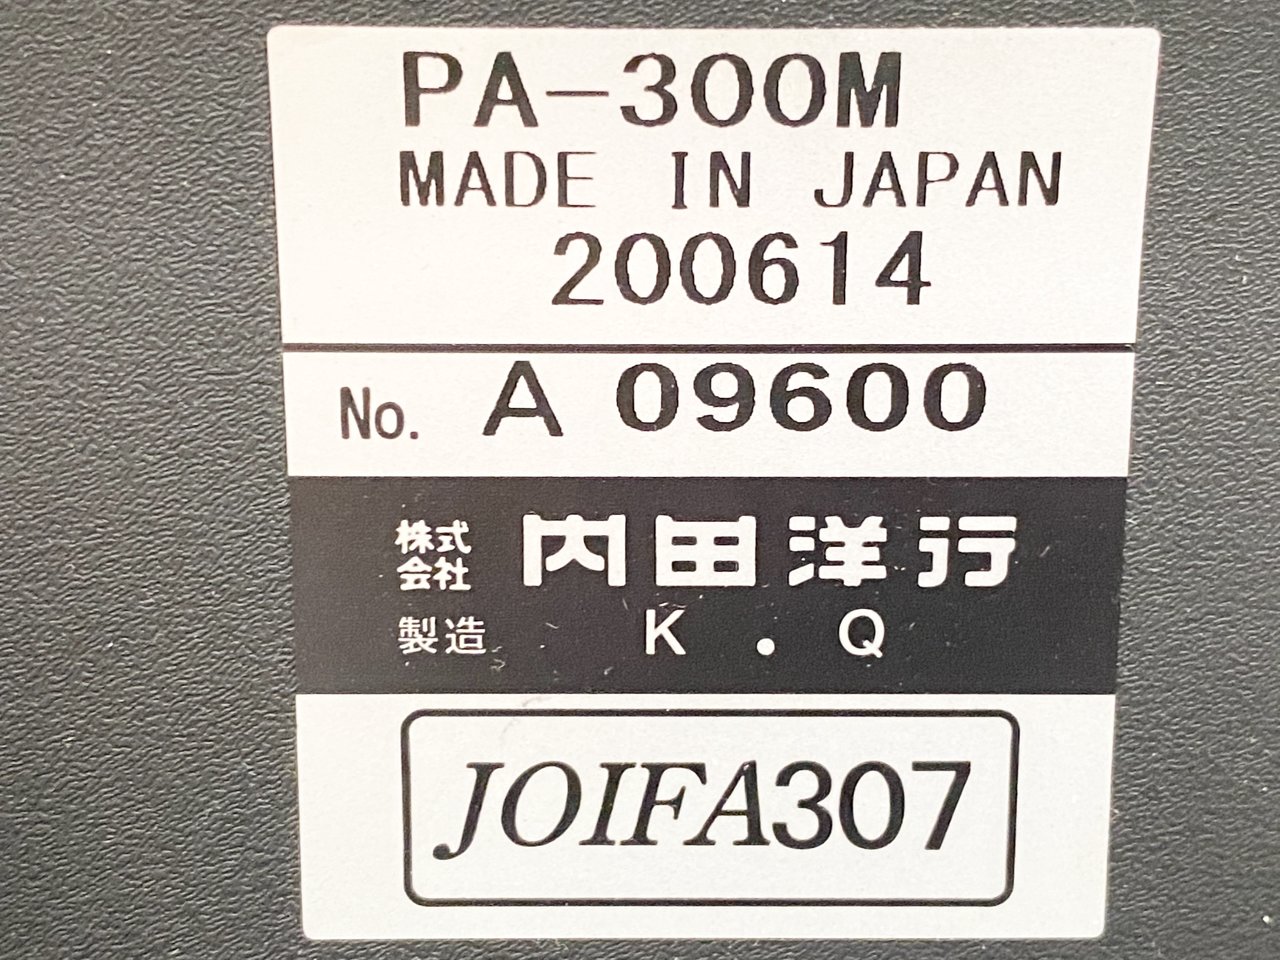 PA-300M
MADE IN JAPAN
200614
No. A 09600
株式会社 内田洋行
製造 K.Q
JOIFA307